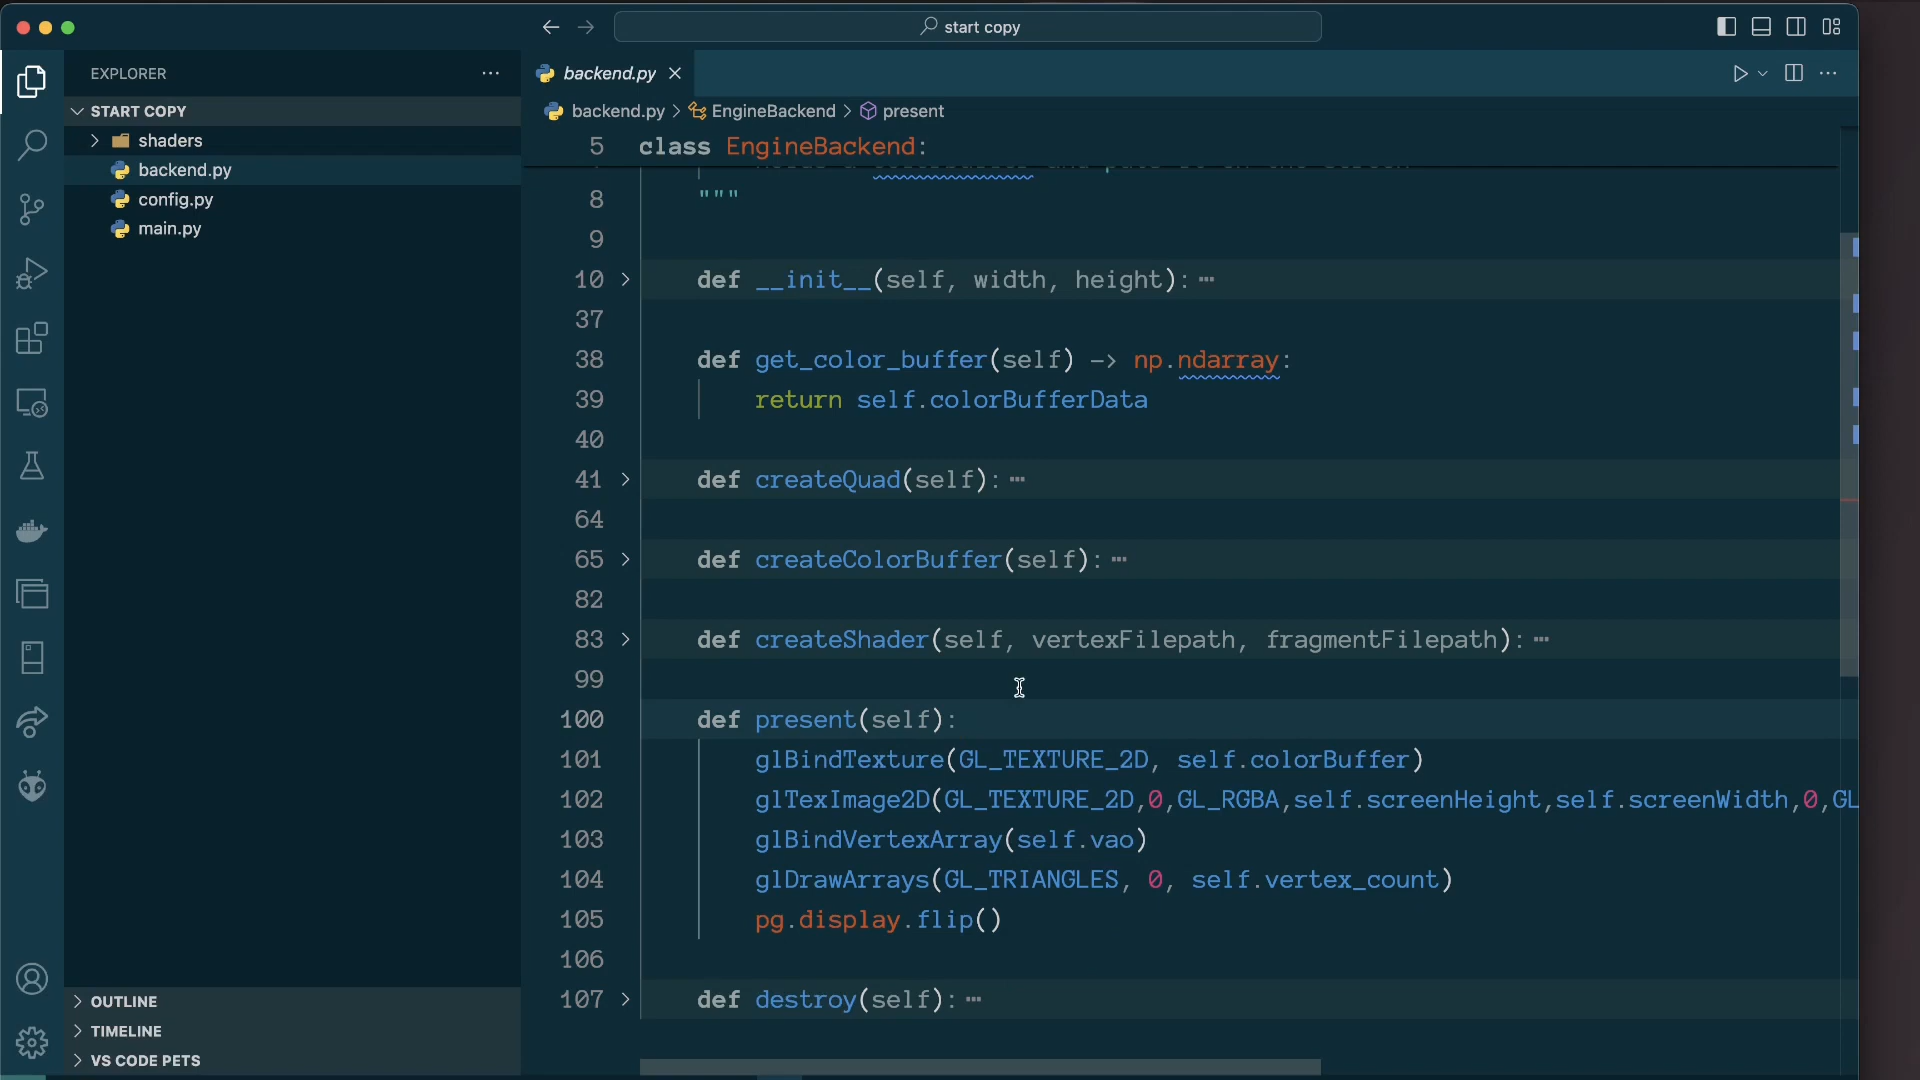 start copy
EXPLORER
START COPY
shaders
backend.py
config.py
main.py
OUTLINE
TIMELINE
VS CODE PETS
backend.py
backend.py > EngineBackend > present
5 class EngineBackend:
8 """
9
10 def __init__(self, width, height):
37
38 def get_color_buffer(self) -> np.ndarray:
39 return self.colorBufferData
40
41 def createQuad(self):
64
65 def createColorBuffer(self):
82
83 def createShader(self, vertexFilepath, fragmentFilepath):
99
100 def present(self):
101 glBindTexture(GL_TEXTURE_2D, self.colorBuffer)
102 glTexImage2D(GL_TEXTURE_2D,0,GL_RGBA,self.screenHeight,self.screenWidth,0,GL
103 glBindVertexArray(self.vao)
104 glDrawArrays(GL_TRIANGLES, 0, self.vertex_count)
105 pg.display.flip()
106
107 def destroy(self):